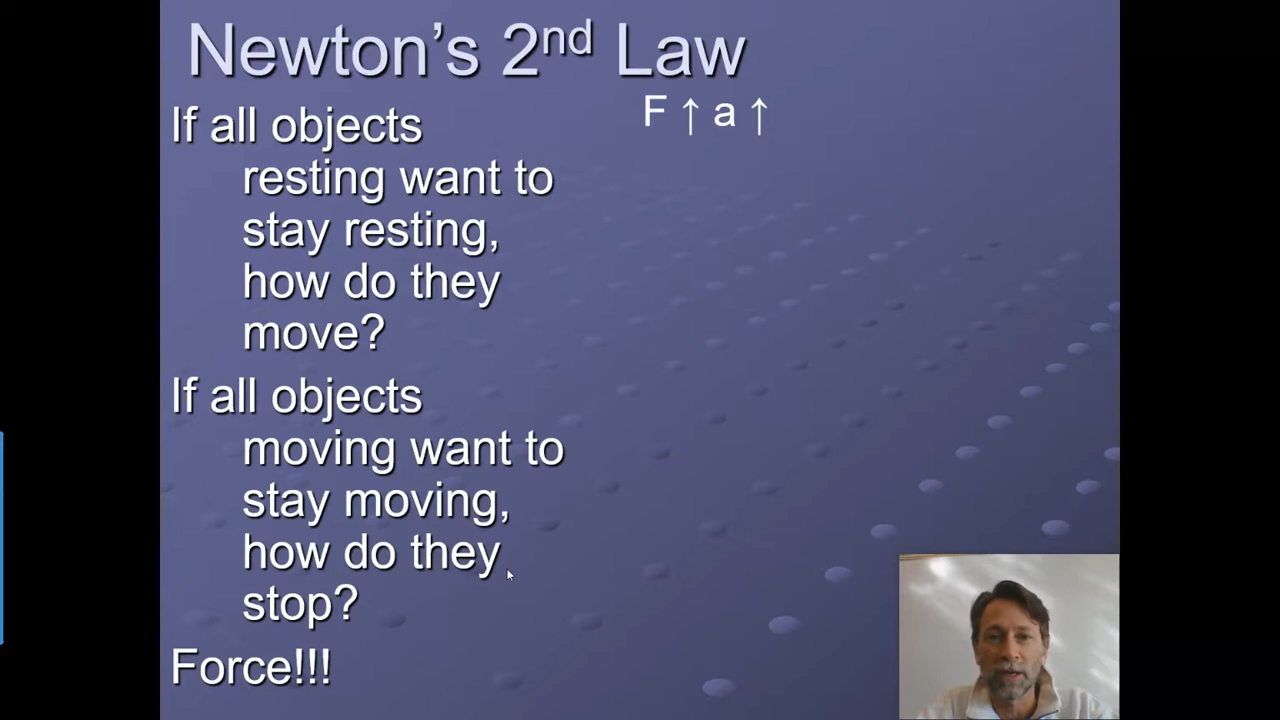 Newton’s 2nd Law
F ↑ a ↑
If all objects
resting want to
stay resting,
how do they
move?
If all objects
moving want to
stay moving,
how do they
stop?
Force!!!